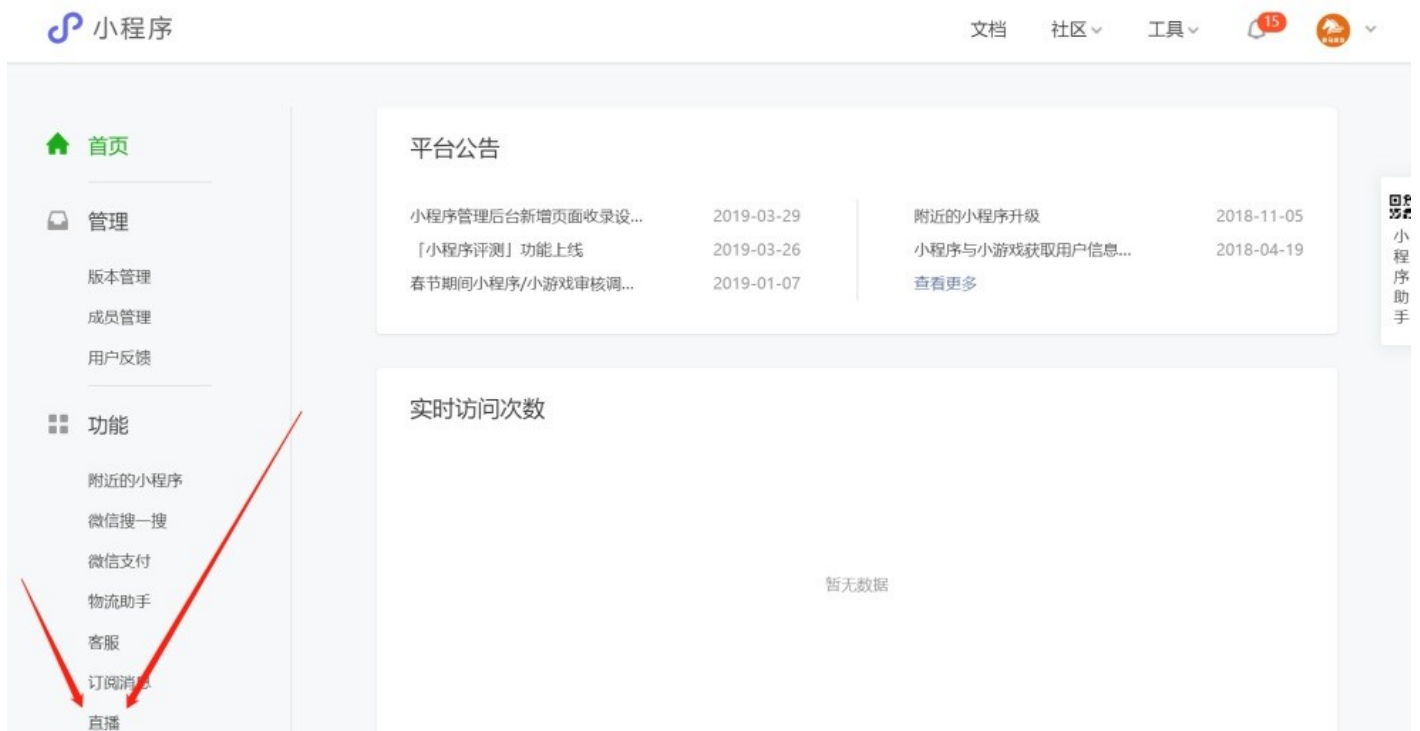 小程序
文档 社区 工具 15
首页
管理
版本管理
成员管理
用户反馈
功能
附近的小程序
微信搜一搜
微信支付
物流助手
客服
订阅消息
直播
平台公告
小程序管理后台新增页面收录设... 2019-03-29
「小程序评测」功能上线 2019-03-26
春节期间小程序/小游戏审核调... 2019-01-07
附近的小程序升级 2018-11-05
小程序与小游戏获取用户信息... 2018-04-19
查看更多
实时访问次数
暂无数据
小程序助手